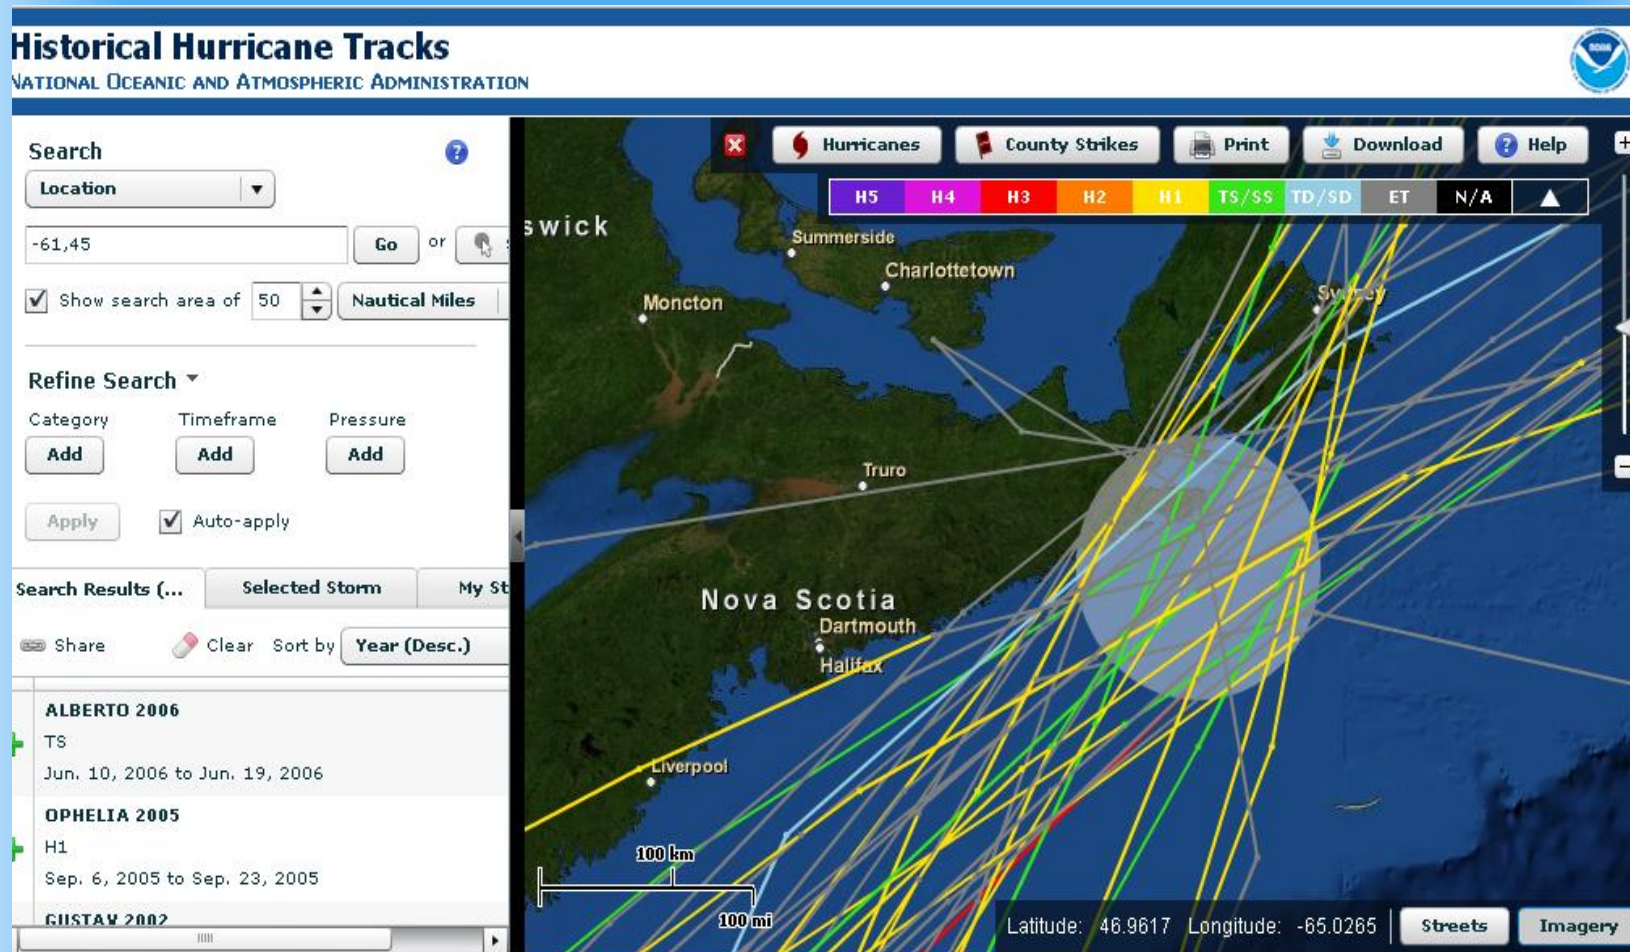 Historical Hurricane Tracks
NATIONAL OCEANIC AND ATMOSPHERIC ADMINISTRATION
NOAA
Search
Location
-61,45
Go or
Show search area of 50 Nautical Miles
Refine Search
Category Timeframe Pressure
Add Add Add
Apply Auto-apply
Search Results (... Selected Storm My St
Share Clear Sort by Year (Desc.)
ALBERTO 2006
TS
Jun. 10, 2006 to Jun. 19, 2006
OPHELIA 2005
H1
Sep. 6, 2005 to Sep. 23, 2005
GUSTAV 2002
Hurricanes County Strikes Print Download Help
H5 H4 H3 H2 H1 TS/SS TD/SD ET N/A
swick
Summerside
Charlottetown
Sydney
Moncton
Truro
Nova Scotia
Dartmouth
Halifax
Liverpool
100 km
100 mi
Latitude: 46.9617 Longitude: -65.0265 Streets Imagery